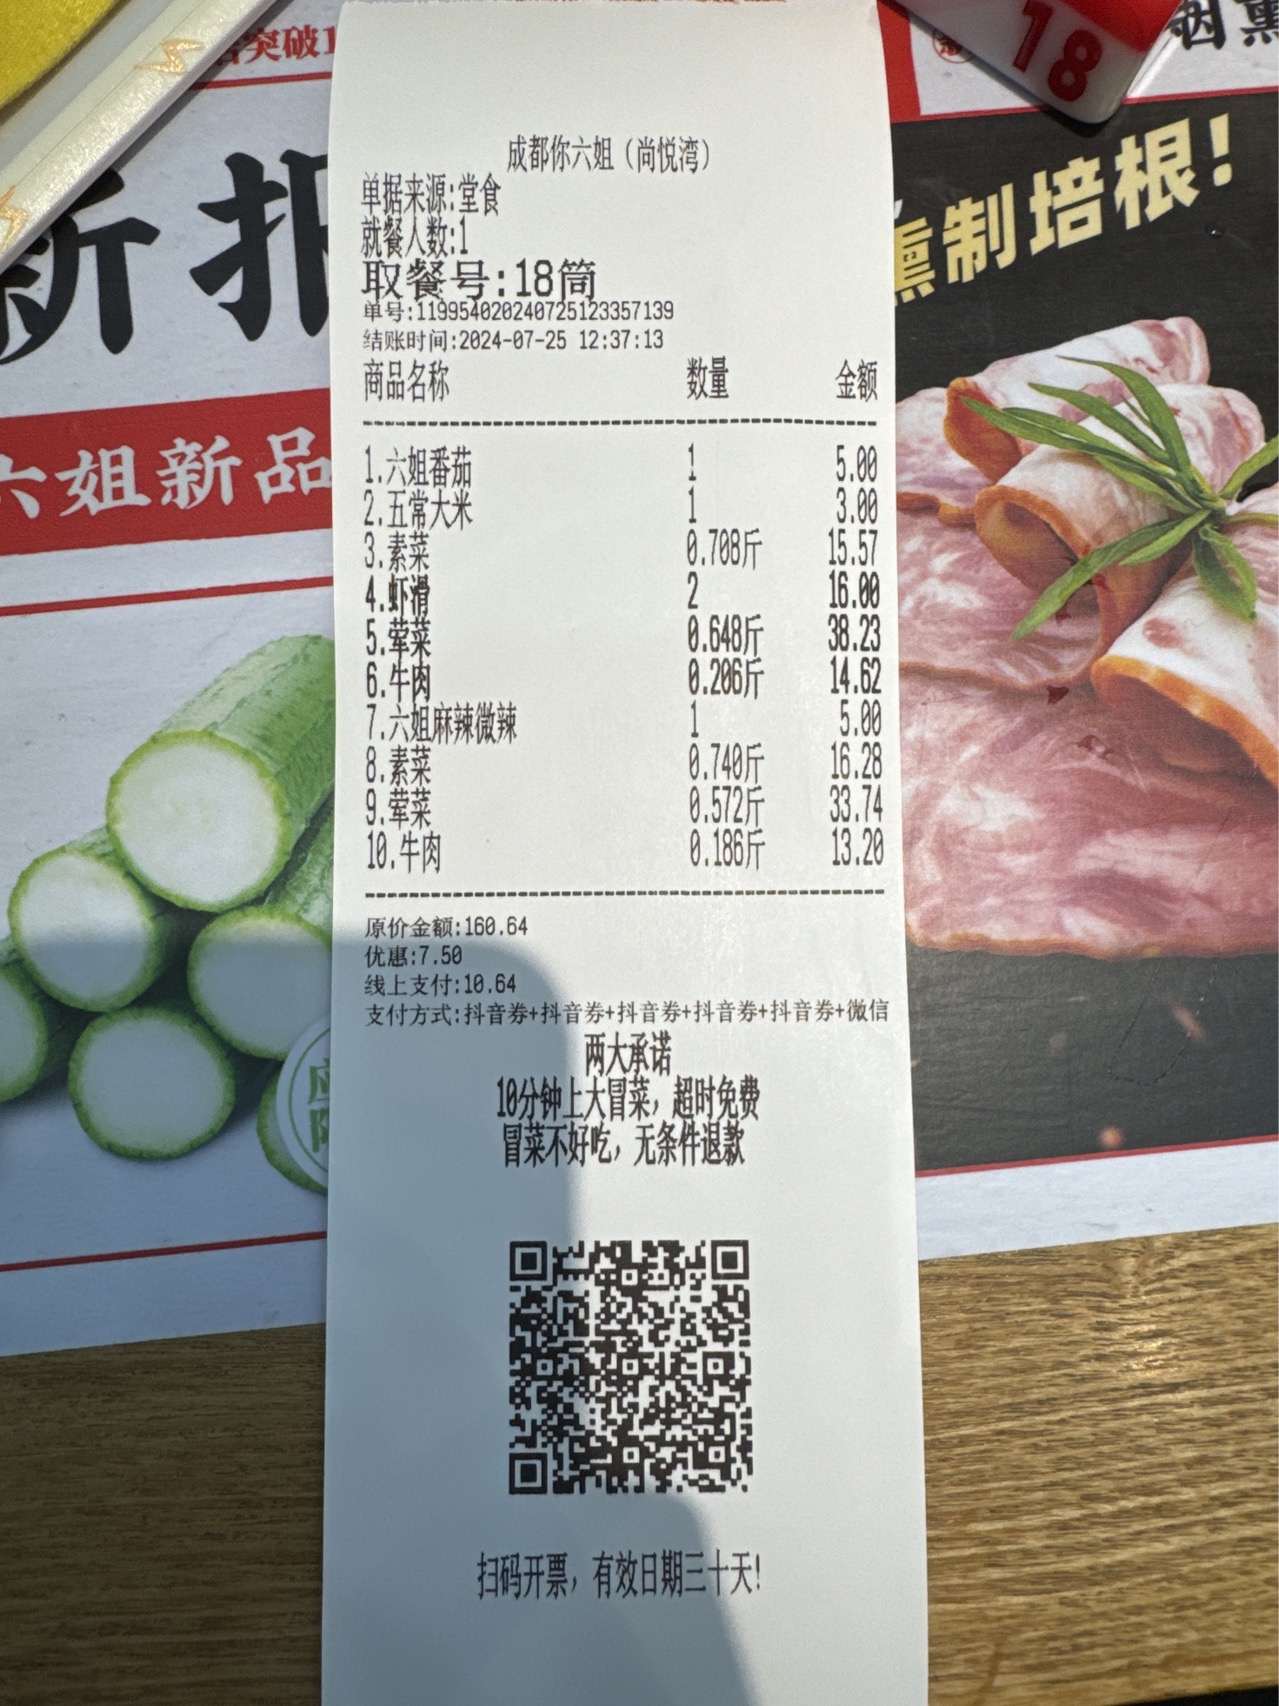 突破1
18
烟熏
新 扌
熏制培根!
六姐新品
成都你六姐（尚悦湾）
单据来源:堂食
就餐人数:1
取餐号:18筒
单号:119954020240725123357139
结账时间:2024-07-25 12:37:13
商品名称 数量 金额
1.六姐番茄 1 5.00
2.五常大米 1 3.00
3.素菜 0.708斤 15.57
4.虾滑 2 16.00
5.荤菜 0.648斤 38.23
6.牛肉 0.206斤 14.62
7.六姐麻辣微辣 1 5.00
8.素菜 0.740斤 16.28
9.荤菜 0.572斤 33.74
10.牛肉 0.186斤 13.20
原价金额:160.64
优惠:7.50
线上支付:10.64
支付方式:抖音券+抖音券+抖音券+抖音券+抖音券+微信
两大承诺
10分钟上大冒菜，超时免费
冒菜不好吃，无条件退款
扫码开票，有效日期三十天!